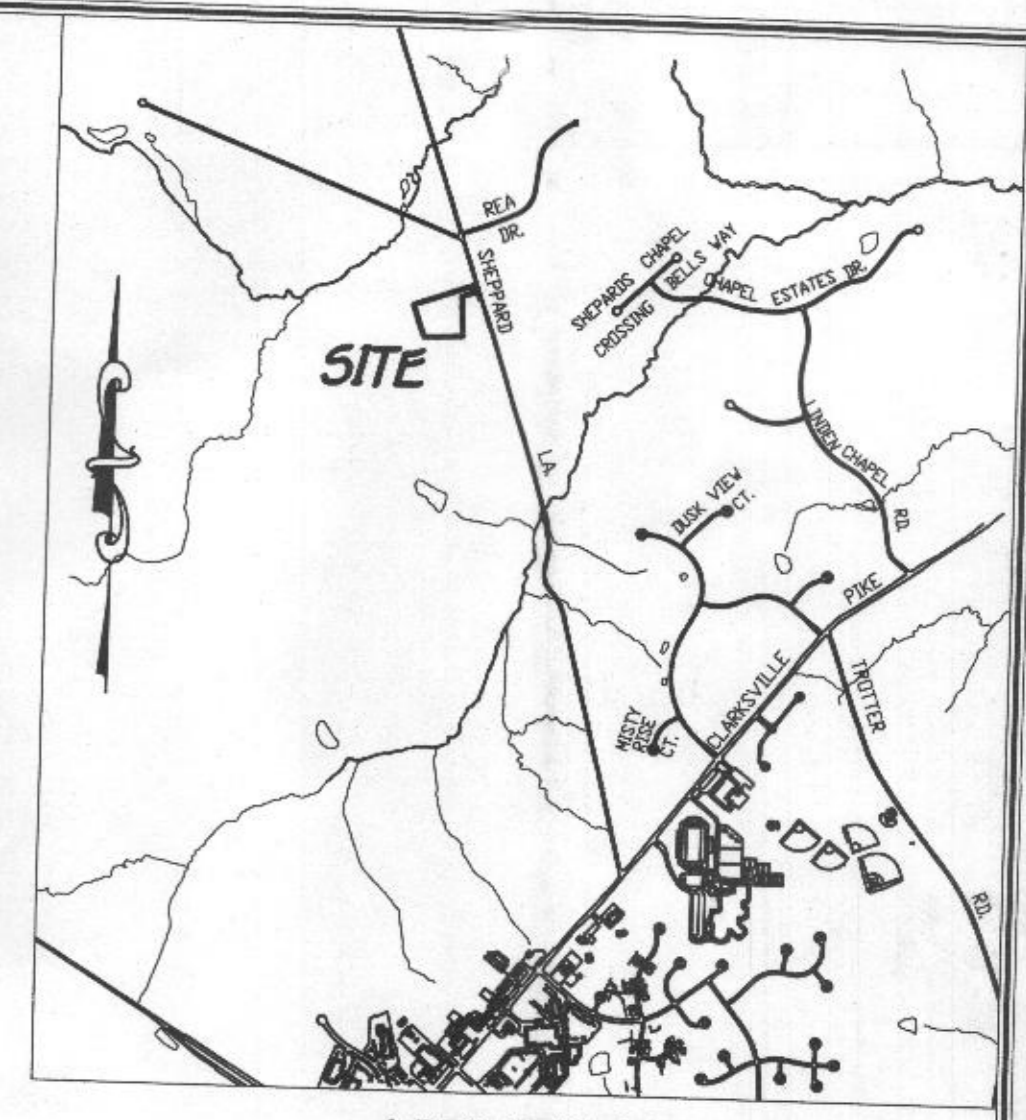 REA
DR.
SHEPPARD
LA.
SITE
SHEPARDS CHAPEL
CROSSING
BELLS WAY
CHAPEL ESTATES DR.
LINDEN CHAPEL
RD.
DUSK VIEW
CT.
CLARKSVILLE
PIKE
MISTY
RISE
CT.
TROTTER
RD.